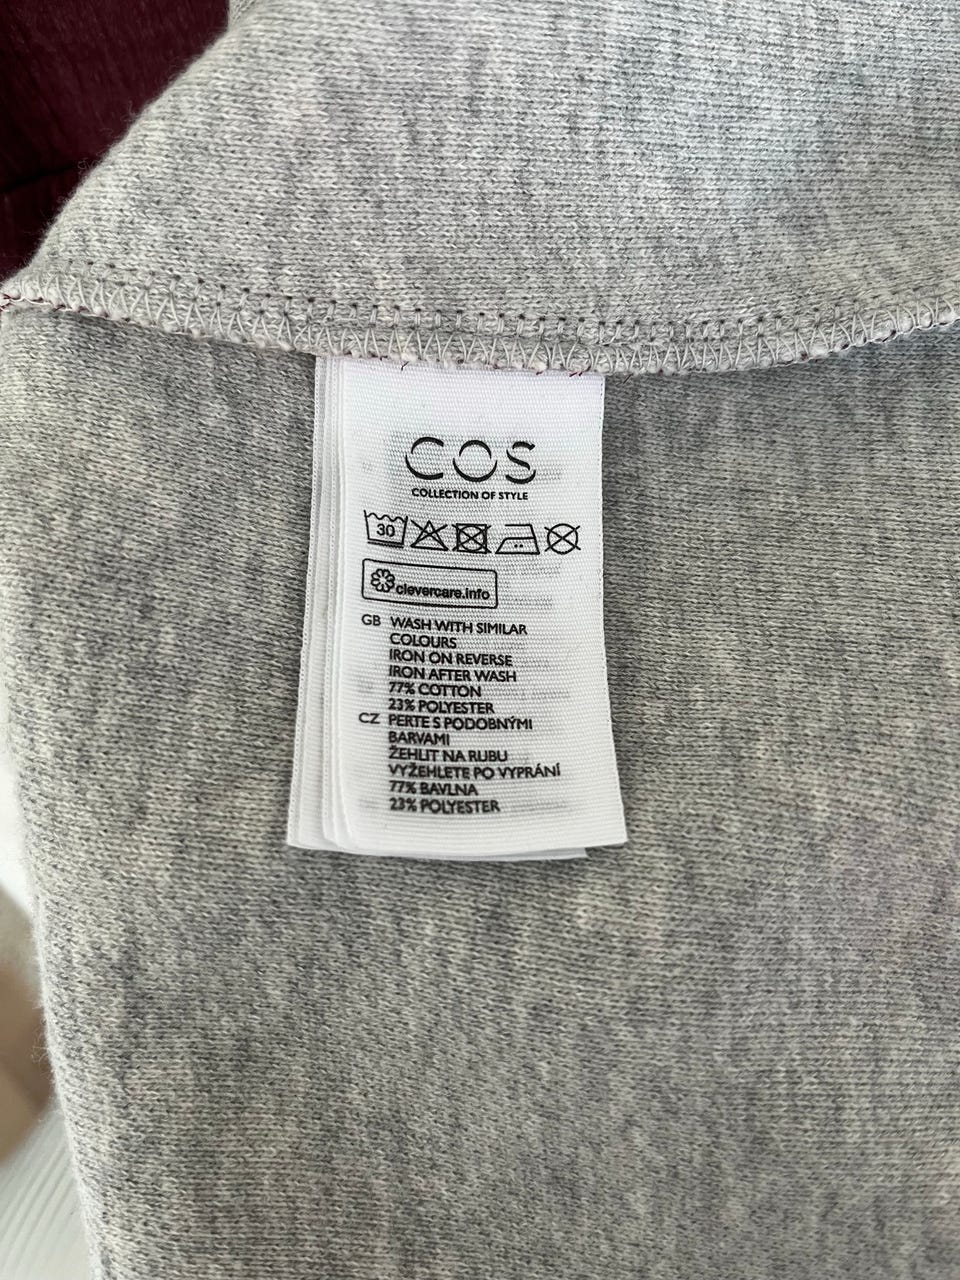 COS
COLLECTION OF STYLE
30
clevercare.info
GB WASH WITH SIMILAR
COLOURS
IRON ON REVERSE
IRON AFTER WASH
77% COTTON
23% POLYESTER
CZ PERTE S PODOBNÝMI
BARVAMI
ŽEHLIT NA RUBU
VYŽEHLETE PO VYPRÁNÍ
77% BAVLNA
23% POLYESTER